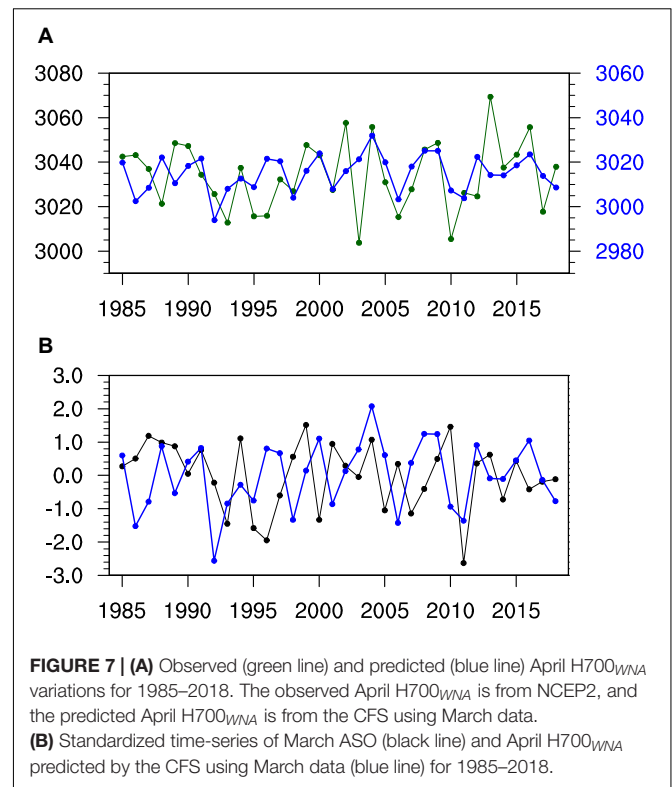 A
3080 3060
3060 3040
3040 3020
3020 3000
3000 2980
1985 1990 1995 2000 2005 2010 2015
B
3.0
2.0
1.0
0.0
-1.0
-2.0
-3.0
1985 1990 1995 2000 2005 2010 2015
FIGURE 7 | (A) Observed (green line) and predicted (blue line) April H700WNA
variations for 1985–2018. The observed April H700WNA is from NCEP2, and
the predicted April H700WNA is from the CFS using March data.
(B) Standardized time-series of March ASO (black line) and April H700WNA
predicted by the CFS using March data (blue line) for 1985–2018.